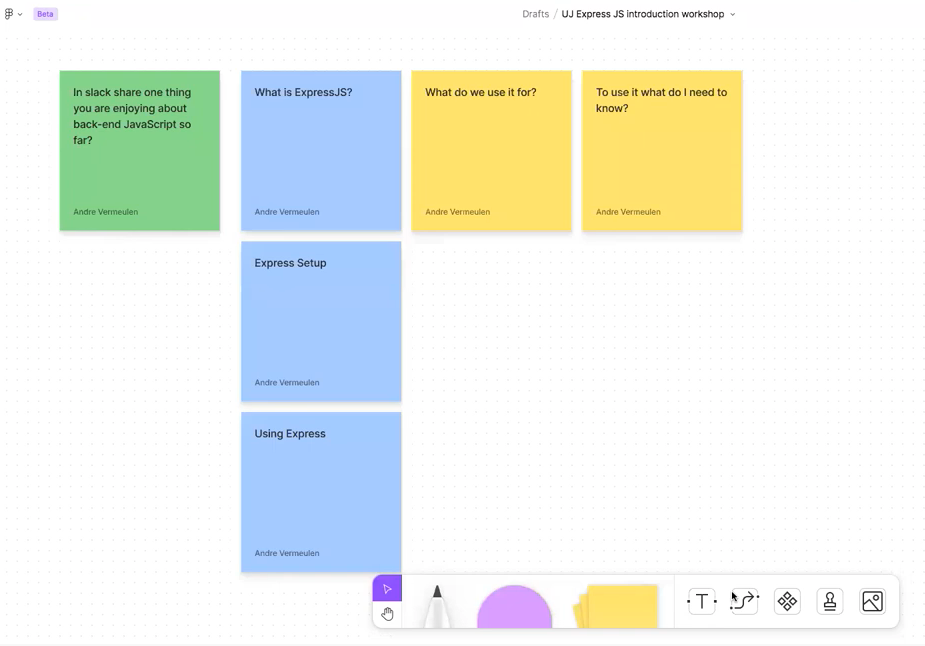 Beta
Drafts / UJ Express JS introduction workshop
In slack share one thing
you are enjoying about
back-end JavaScript so
far?
Andre Vermeulen
What is ExpressJS?
Andre Vermeulen
What do we use it for?
Andre Vermeulen
To use it what do I need to
know?
Andre Vermeulen
Express Setup
Andre Vermeulen
Using Express
Andre Vermeulen
T